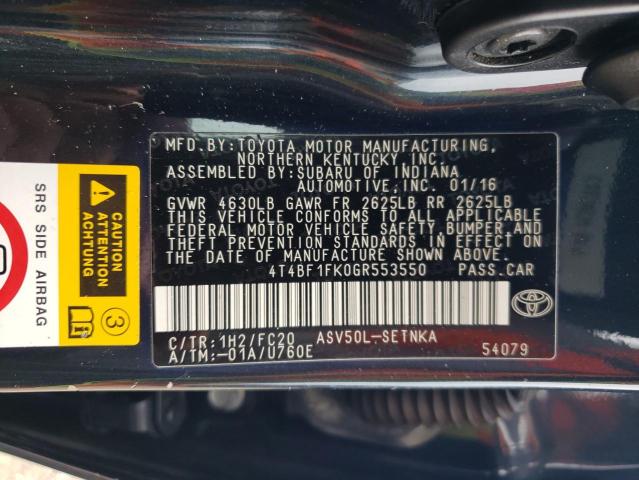 MFD.BY:TOYOTA MOTOR MANUFACTURING,
NORTHERN KENTUCKY,INC.
ASSEMBLED BY:SUBARU OF INDIANA
AUTOMOTIVE,INC. 01/16
GVWR 4630LB GAWR FR 2625LB RR 2625LB
THIS VEHICLE CONFORMS TO ALL APPLICABLE
FEDERAL MOTOR VEHICLE SAFETY,BUMPER,AND
THEFT PREVENTION STANDARDS IN EFFECT ON
THE DATE OF MANUFACTURE SHOWN ABOVE.
4T4BF1FK0GR553550 PASS.CAR
C/TR:1H2/FC20 ASV50L-SETNKA
A/TM:-01A/U760E 54079
TOYOTA
ACHTUNG
CAUTION
SRS SIDE AIRBAG
3